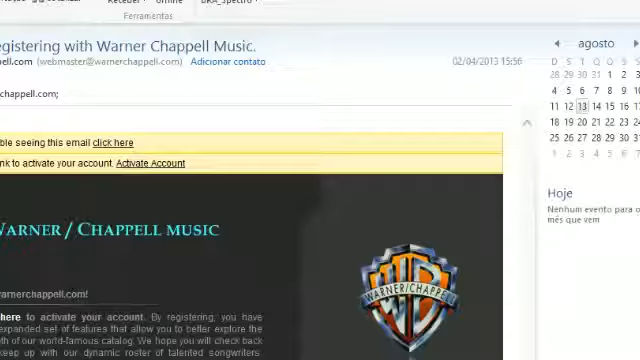 Receber
offline
BRA_Spectro
Ferramentas
egistering with Warner Chappell Music.
pell.com (webmaster@warnerchappell.com) Adicionar contato
02/04/2013 15:56
chappell.com;
ble seeing this email click here
nk to activate your account. Activate Account
WARNER / CHAPPELL MUSIC
WARNER/CHAPPELL
warnerchappell.com!
here to activate your account. By registering, you have
expanded set of features that allow you to better explore the
th of our world-famous catalog. We hope you will check back
keep up with our dynamic roster of talented songwriters.
agosto
D S T Q Q S
28 29 30 31 1 2 3
4 5 6 7 8 9 10
11 12 13 14 15 16 17
18 19 20 21 22 23 24
25 26 27 28 29 30 31
1 2 3 4 5 6 7
Hoje
Nenhum evento para o
mês que vem